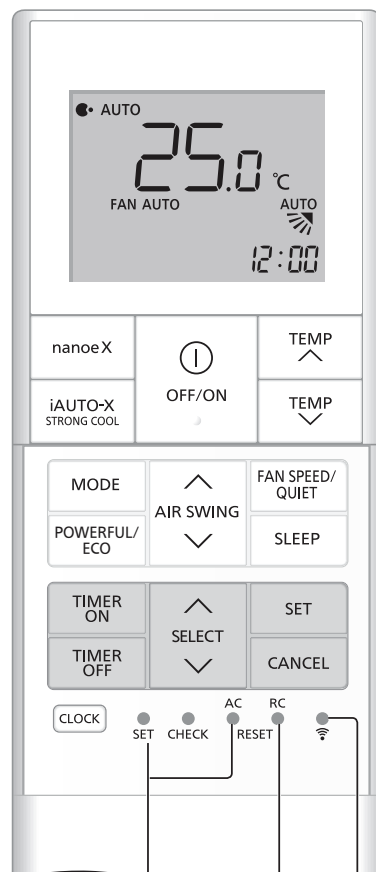 AUTO
25.0 ℃
FAN AUTO
AUTO
12:00
nanoe X
OFF/ON
TEMP
iAUTO-X
STRONG COOL
TEMP
MODE
AIR SWING
FAN SPEED/
QUIET
POWERFUL/
ECO
SLEEP
TIMER
ON
SELECT
SET
TIMER
OFF
CANCEL
CLOCK
AC
RC
SET
CHECK
RESET